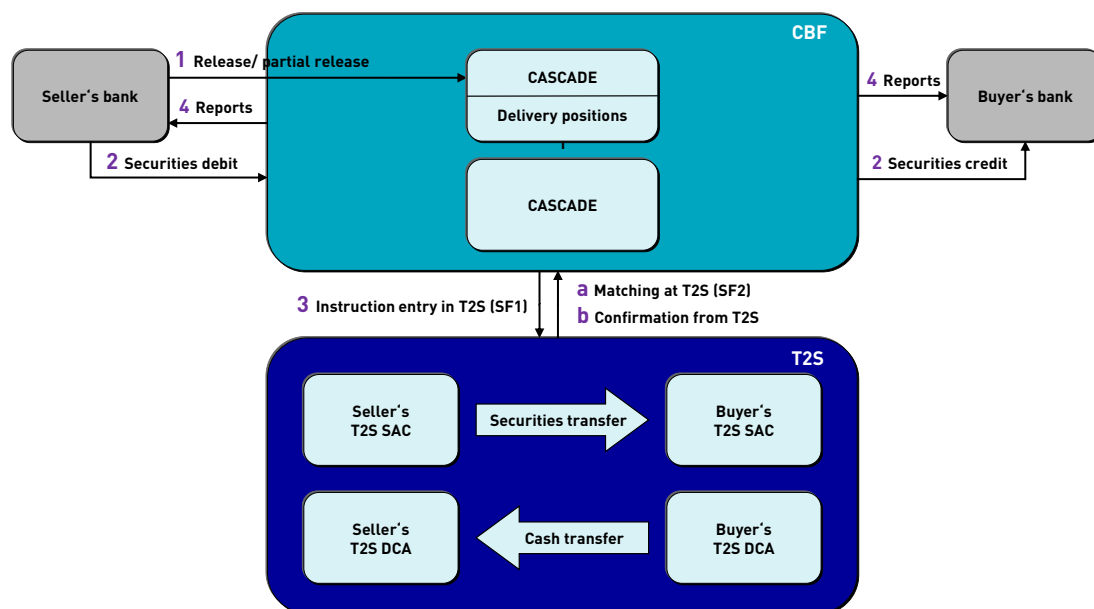 CBF
1 Release/ partial release
CASCADE
Delivery positions
Seller‘s bank
4 Reports
2 Securities debit
CASCADE
4 Reports
Buyer‘s bank
2 Securities credit
3 Instruction entry in T2S (SF1)
a Matching at T2S (SF2)
b Confirmation from T2S
T2S
Seller‘s
T2S SAC
Securities transfer
Buyer‘s
T2S SAC
Seller‘s
T2S DCA
Cash transfer
Buyer‘s
T2S DCA